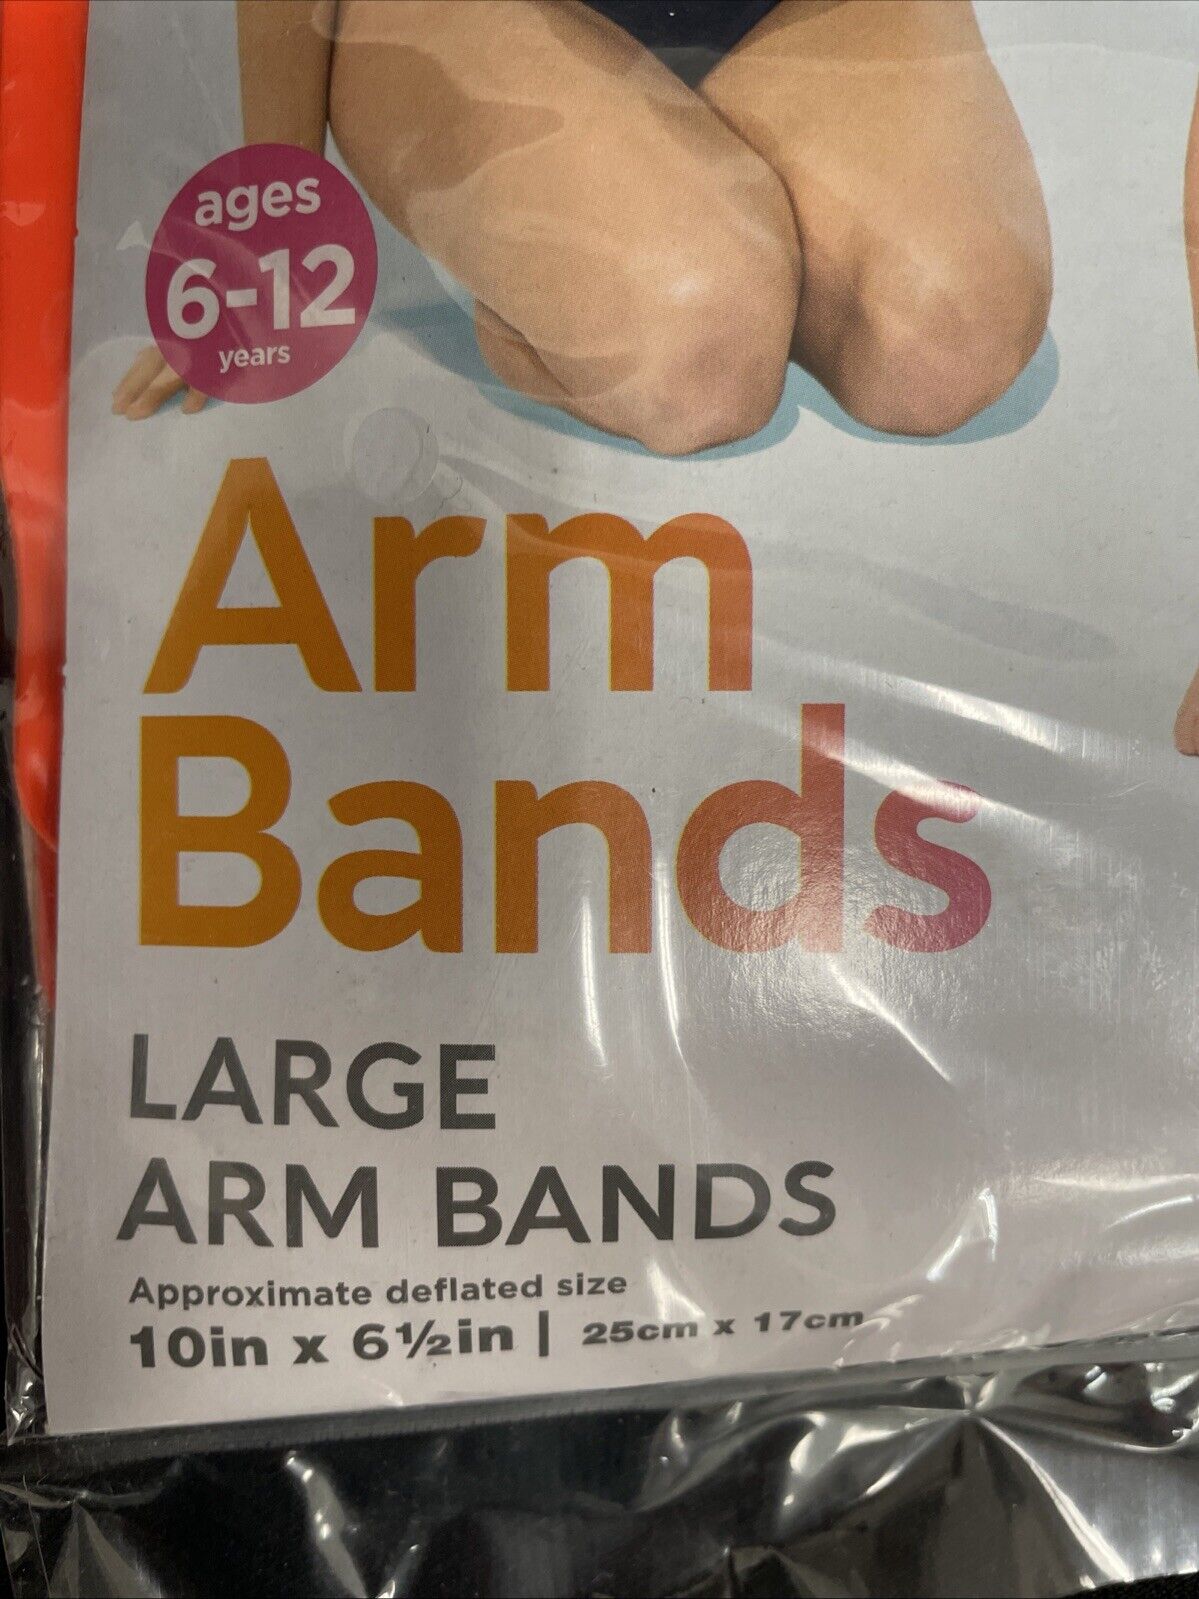 ages
6-12
years
Arm
Bands
LARGE
ARM BANDS
Approximate deflated size
10in x 6½in | 25cm x 17cm